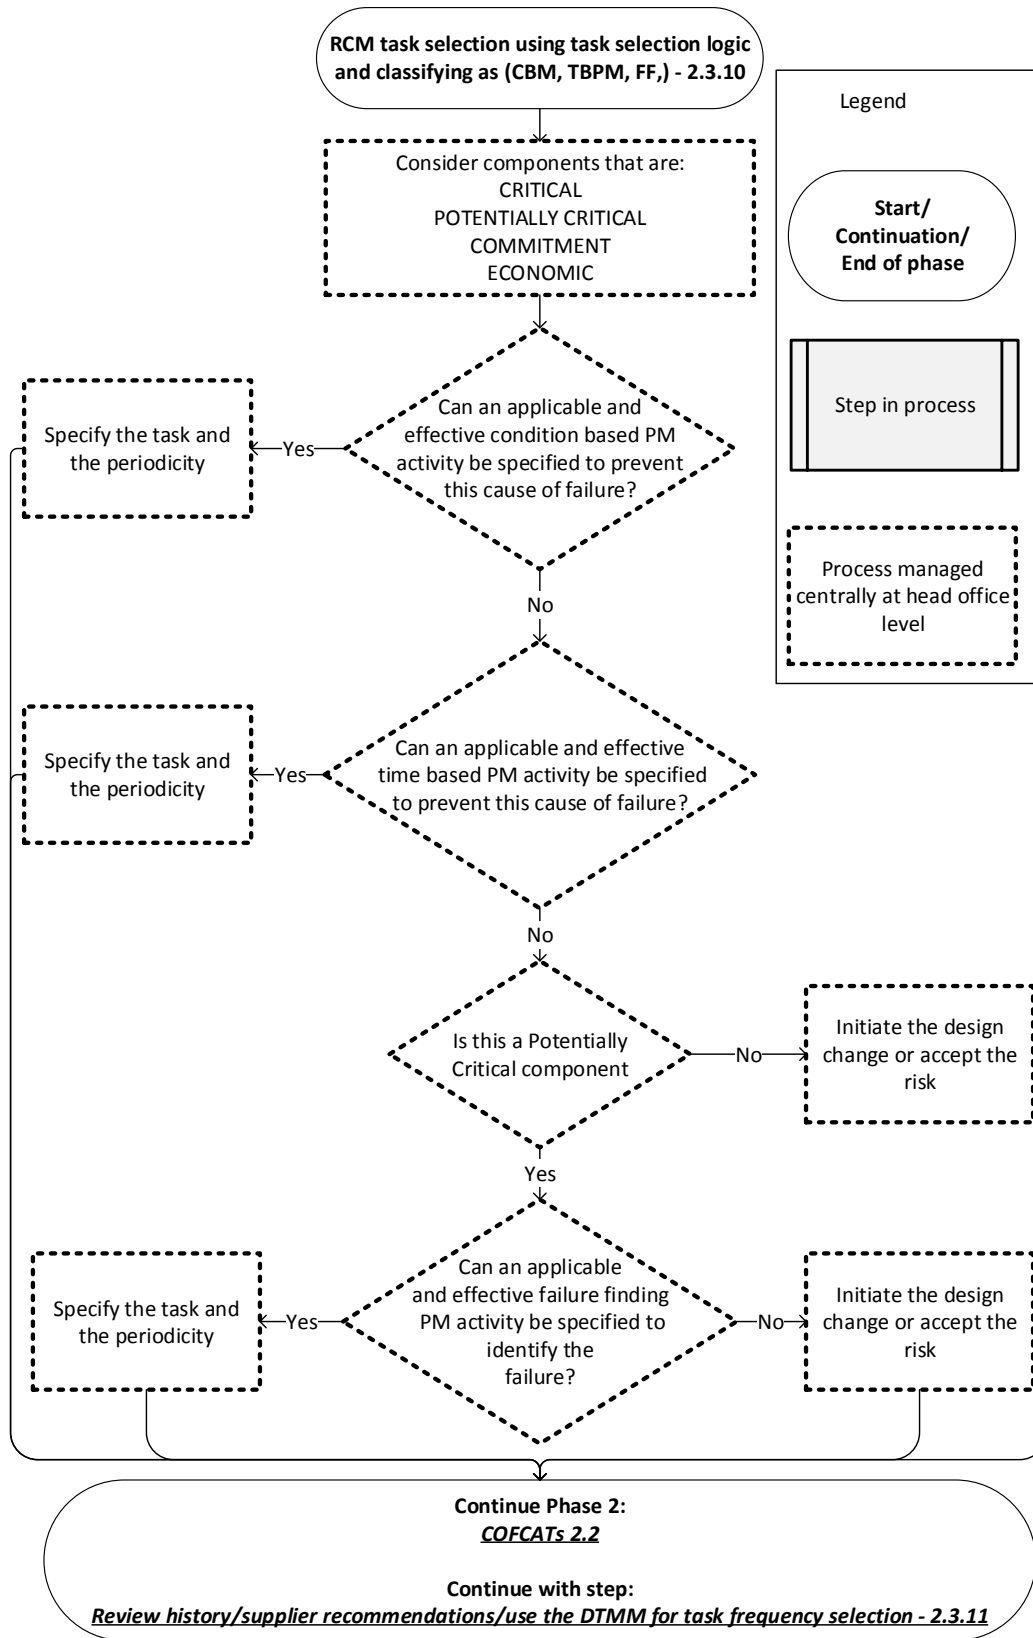 RCM task selection using task selection logic
and classifying as (CBM, TBPM, FF,) - 2.3.10
Legend
Consider components that are:
CRITICAL
POTENTIALLY CRITICAL
COMMITMENT
ECONOMIC
Start/
Continuation/
End of phase
Step in process
Process managed
centrally at head office
level
Can an applicable and
effective condition based PM
activity be specified to prevent
this cause of failure?
Yes
Specify the task and
the periodicity
No
Can an applicable and effective
time based PM activity be specified
to prevent this cause of failure?
Yes
Specify the task and
the periodicity
No
Is this a Potentially
Critical component
No
Initiate the design
change or accept the
risk
Yes
Can an applicable
and effective failure finding
PM activity be specified to
identify the
failure?
Yes
Specify the task and
the periodicity
No
Initiate the design
change or accept the
risk
Continue Phase 2:
COFCATs 2.2
Continue with step:
Review history/supplier recommendations/use the DTMM for task frequency selection - 2.3.11